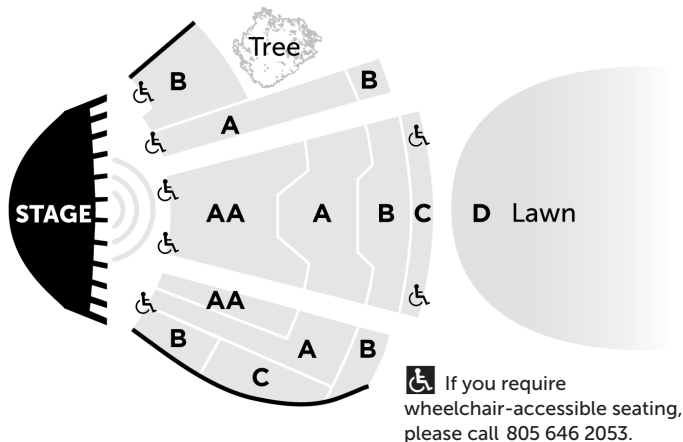 Tree
B
B
A
STAGE
AA
A
B
C
D Lawn
AA
B
A
B
C
If you require
wheelchair-accessible seating,
please call 805 646 2053.